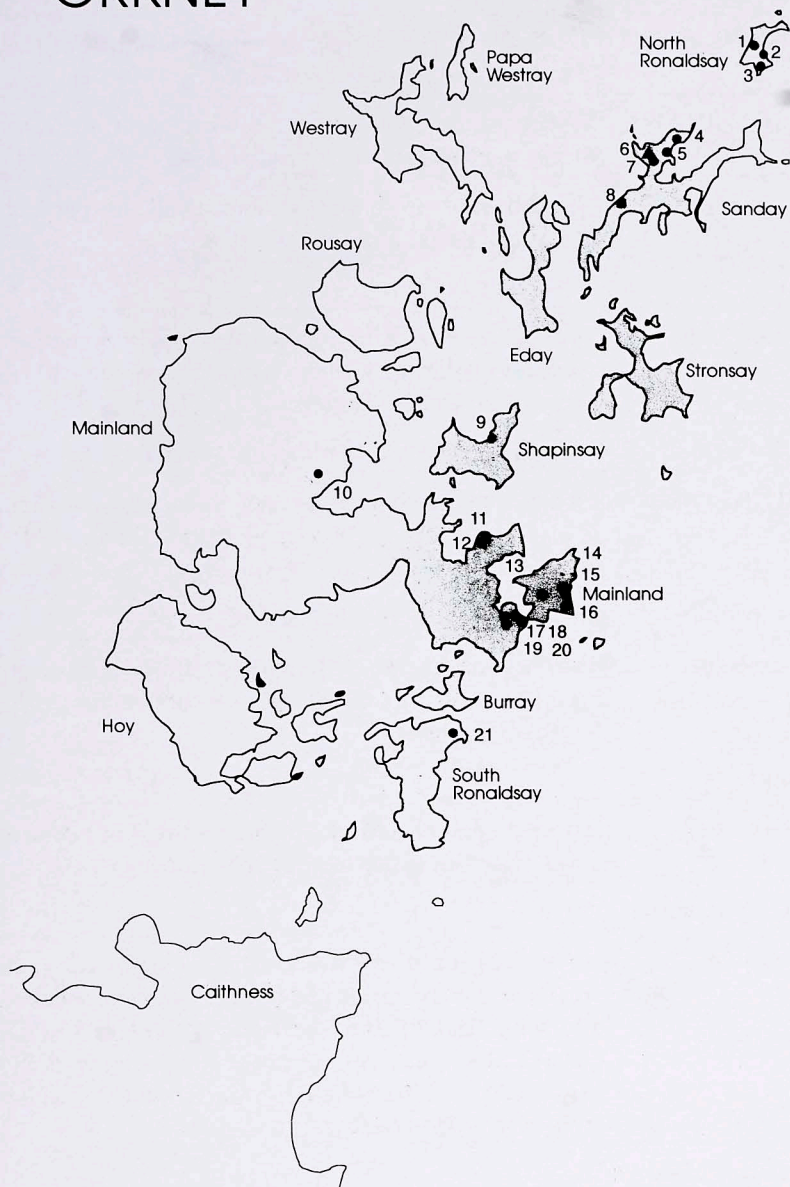 ORKNEY
Papa
Westray
North
Ronaldsay
1
2
3
Westray
4
5
6
7
8
Sanday
Rousay
Eday
Stronsay
Mainland
9
Shapinsay
10
11
12
13
14
15
Mainland
16
17 18
19 20
Burray
Hoy
21
South
Ronaldsay
Caithness